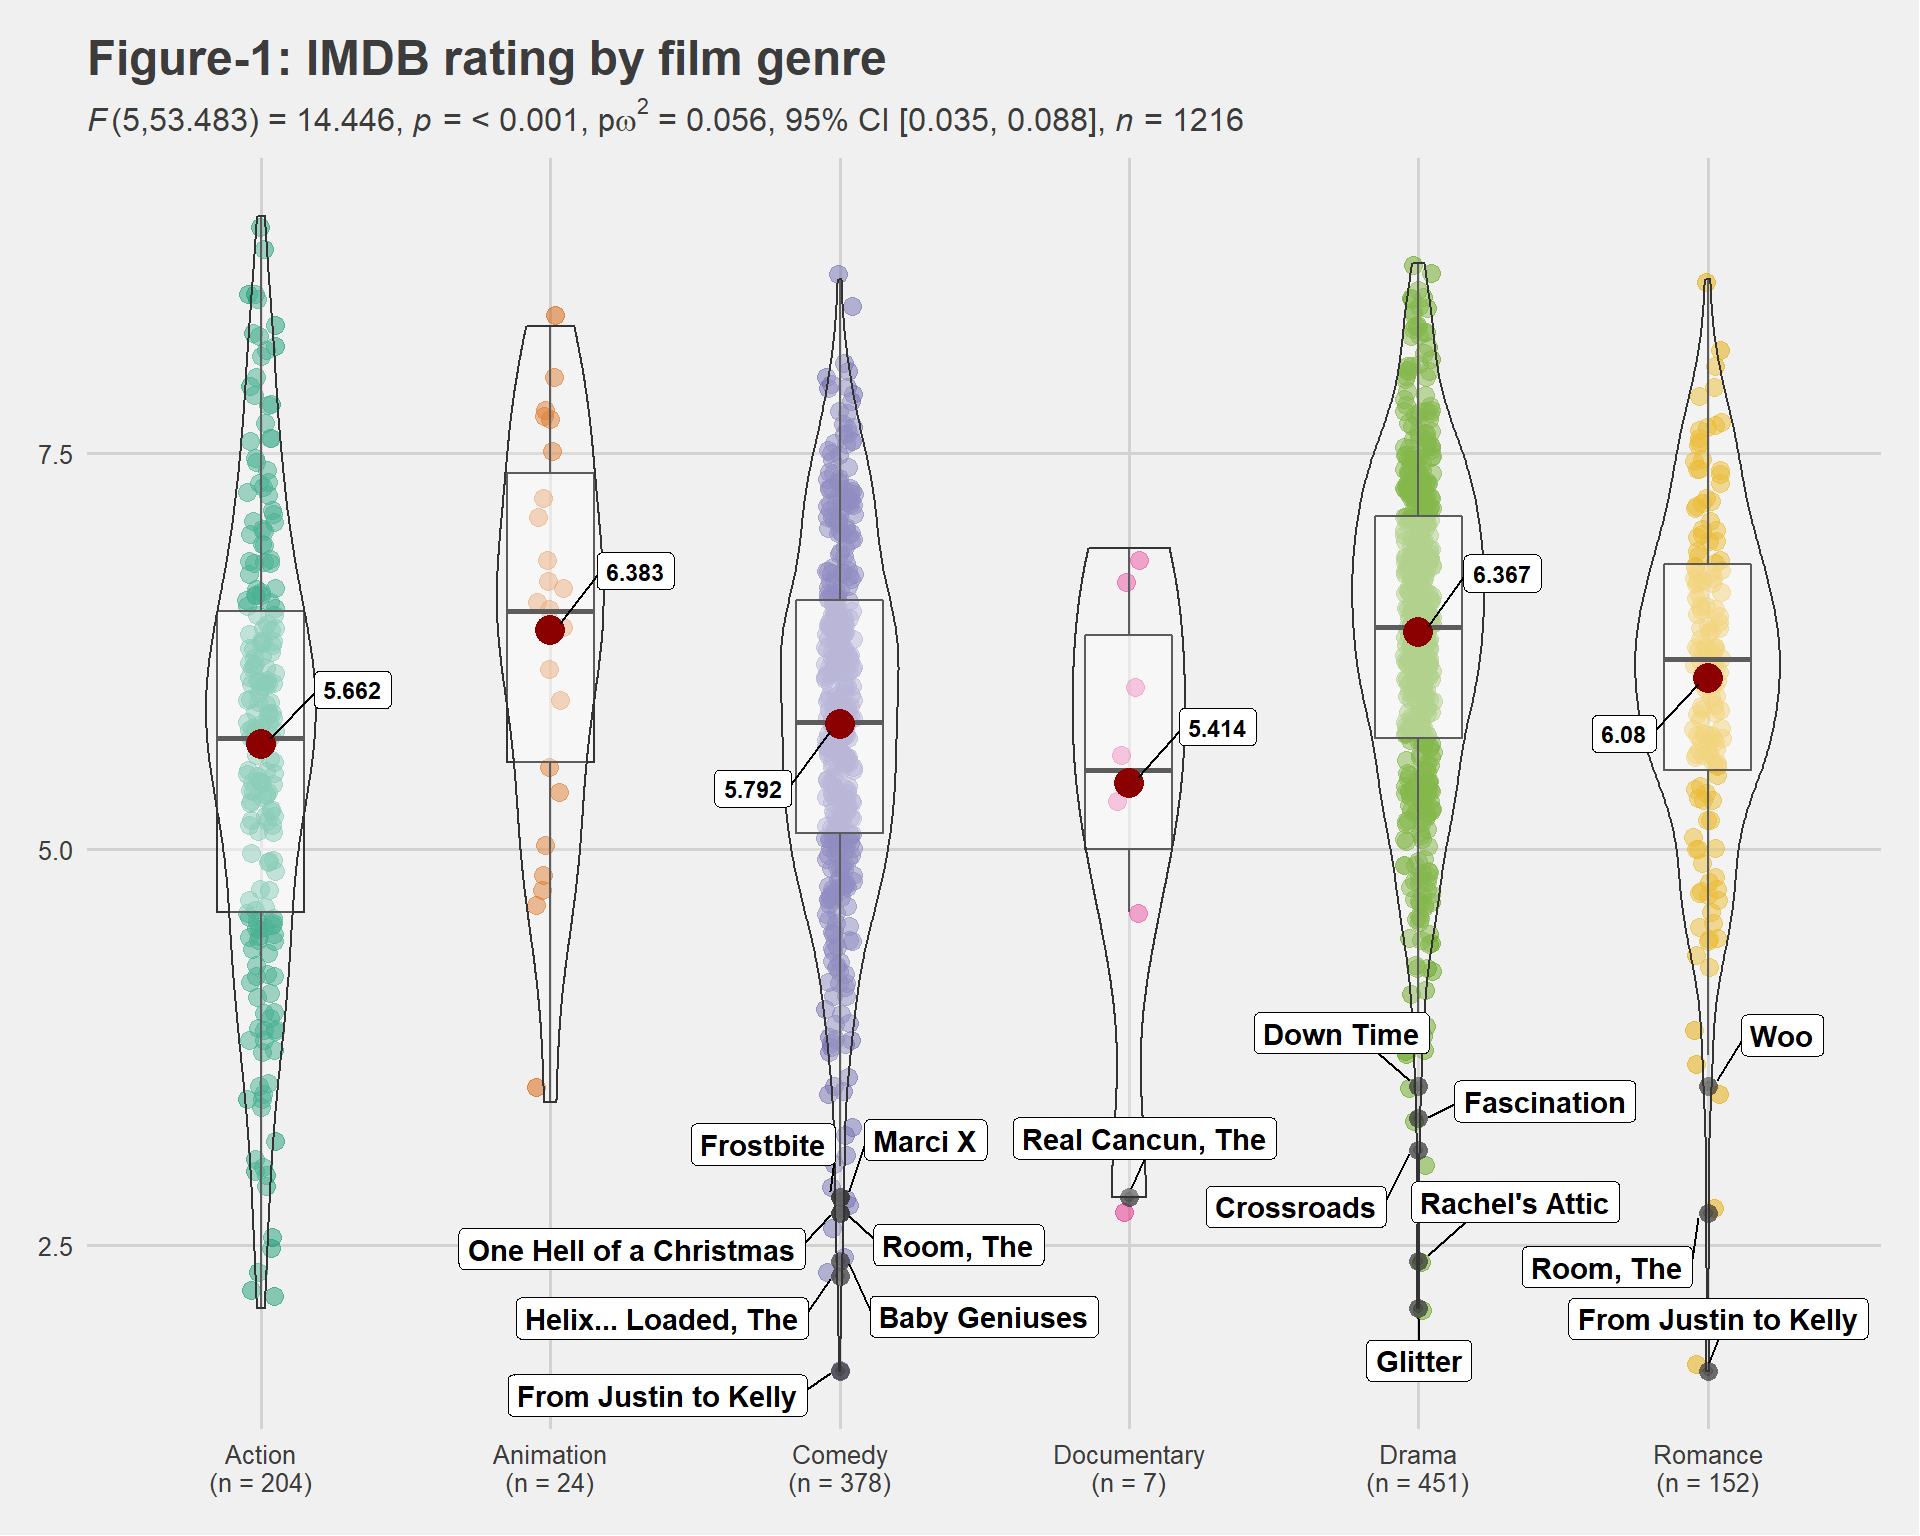 Figure-1: IMDB rating by film genre
F(5,53.483) = 14.446, p = < 0.001, pω² = 0.056, 95% CI [0.035, 0.088], n = 1216
7.5
5.0
2.5
6.383
6.367
5.662
5.414
6.08
5.792
Down Time
Woo
Fascination
Frostbite
Marci X
Real Cancun, The
Crossroads
Rachel's Attic
One Hell of a Christmas
Room, The
Room, The
Helix... Loaded, The
Baby Geniuses
From Justin to Kelly
Glitter
From Justin to Kelly
Action
(n = 204)
Animation
(n = 24)
Comedy
(n = 378)
Documentary
(n = 7)
Drama
(n = 451)
Romance
(n = 152)